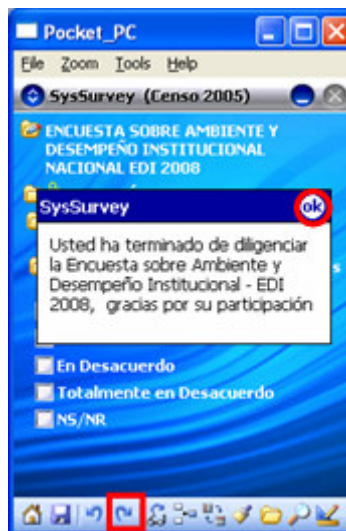 Pocket_PC
File Zoom Tools Help
SysSurvey (Censo 2005)
ENCUESTA SOBRE AMBIENTE Y
DESEMPEÑO INSTITUCIONAL
NACIONAL EDI 2008
SysSurvey
ok
Usted ha terminado de diligenciar
la Encuesta sobre Ambiente y
Desempeño Institucional - EDI
2008, gracias por su participación
En Desacuerdo
Totalmente en Desacuerdo
NS/NR